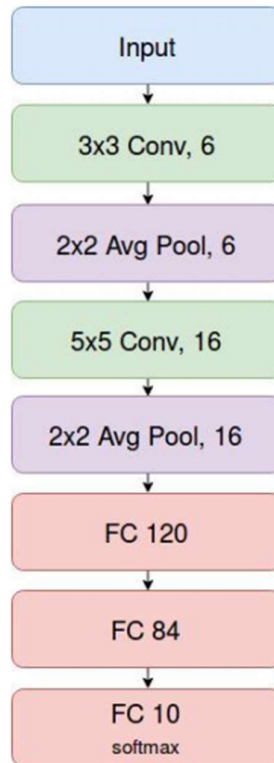 Input
3x3 Conv, 6
2x2 Avg Pool, 6
5x5 Conv, 16
2x2 Avg Pool, 16
FC 120
FC 84
FC 10
softmax